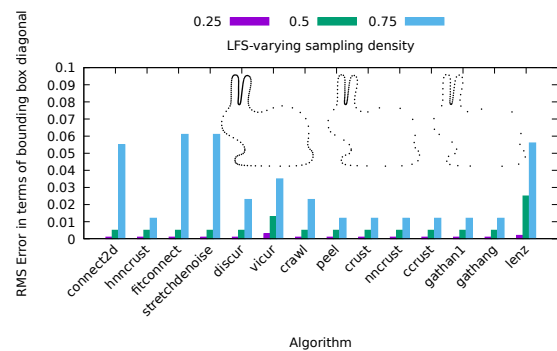 0.25 0.5 0.75
LFS-varying sampling density
RMS Error in terms of bounding box diagonal
0.1
0.09
0.08
0.07
0.06
0.05
0.04
0.03
0.02
0.01
0
connect2d
hnncrust
fitconnect
stretchdenoise
discur
vicur
crawl
peel
crust
nncrust
ccrust
gathan1
gathang
lenz
Algorithm